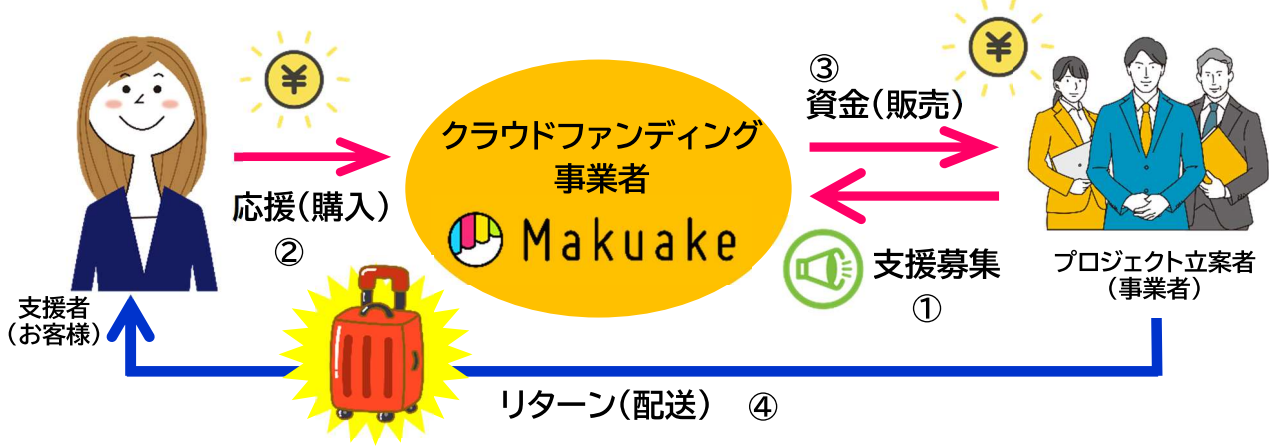 ¥
¥
クラウドファンディング
事業者
Makuake
応援(購入)
②
③
資金(販売)
支援募集
①
プロジェクト立案者
(事業者)
支援者
(お客様)
リターン(配送) ④